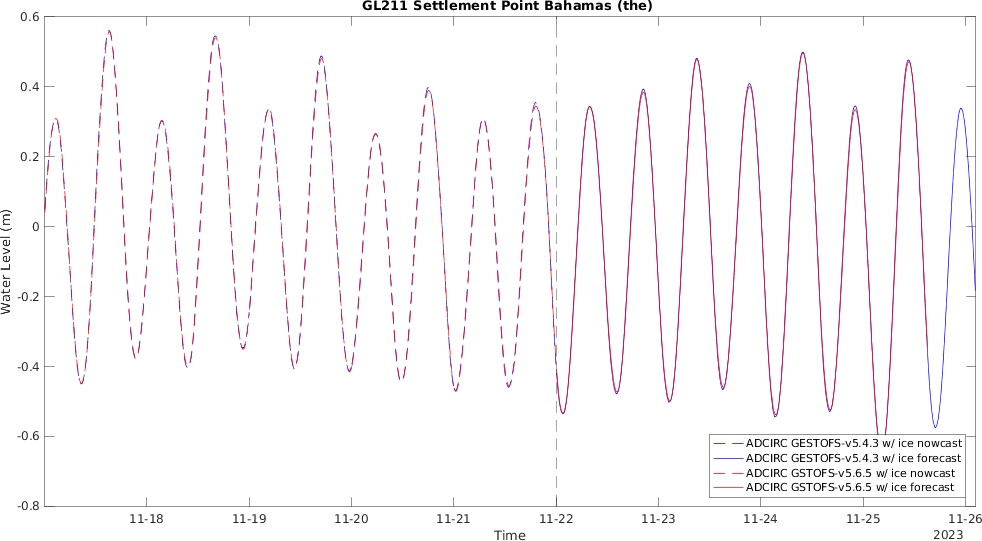 GL211 Settlement Point Bahamas (the)
0.6
0.4
0.2
0
-0.2
-0.4
-0.6
-0.8
Water Level (m)
11-18 11-19 11-20 11-21 11-22 11-23 11-24 11-25 11-26
Time
2023
ADCIRC GESTOFS-v5.4.3 w/ ice nowcast
ADCIRC GESTOFS-v5.4.3 w/ ice forecast
ADCIRC GSTOFS-v5.6.5 w/ ice nowcast
ADCIRC GSTOFS-v5.6.5 w/ ice forecast